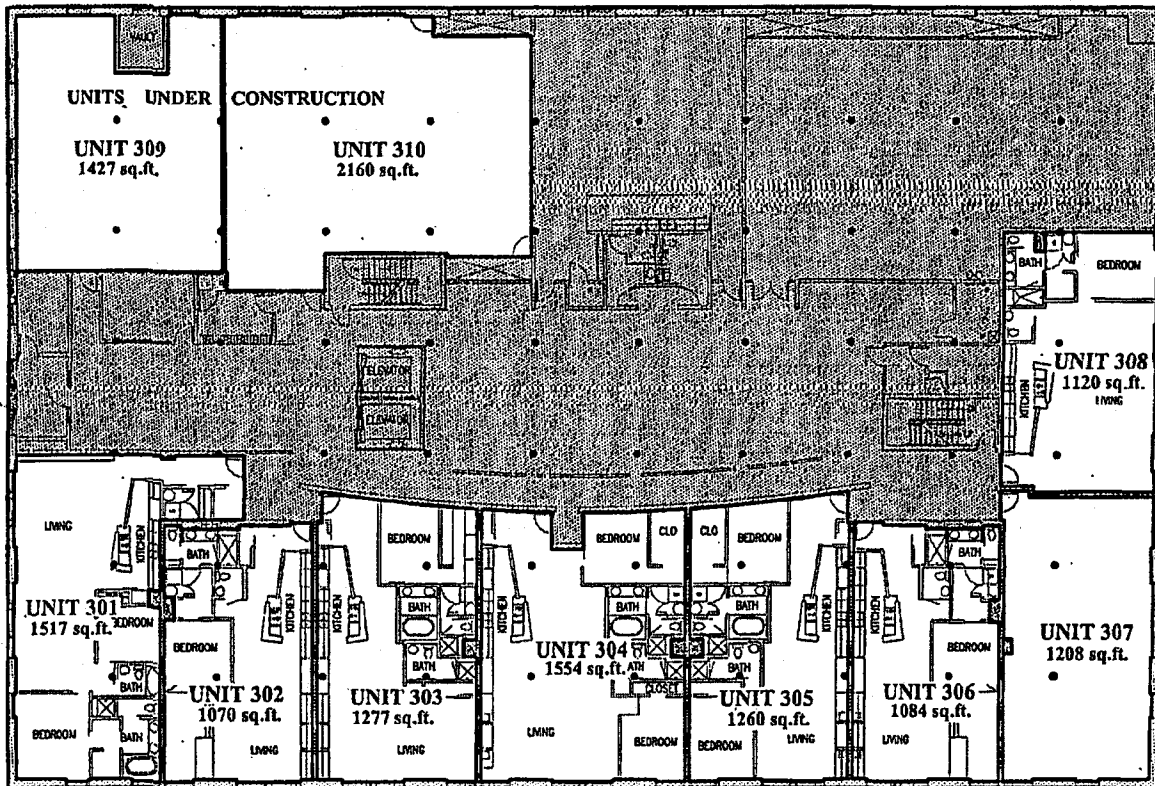 VAULT
UNITS UNDER CONSTRUCTION
UNIT 309
1427 sq.ft.
UNIT 310
2160 sq.ft.
BATH
BEDROOM
UNIT 308
1120 sq.ft.
LIVING
KITCHEN
ELEVATOR
ELEVATOR
LIVING
KITCHEN
UNIT 301
1517 sq.ft.
BEDROOM
BATH
BEDROOM
BATH
BATH
KITCHEN
BEDROOM
UNIT 302
1070 sq.ft.
LIVING
BEDROOM
KITCHEN
BATH
BATH
UNIT 303
1277 sq.ft.
LIVING
BEDROOM
CLO
KITCHEN
BATH
UNIT 304
1554 sq.ft.
ATH
CLOSET
LIVING
BEDROOM
CLO
BEDROOM
BATH
KITCHEN
BATH
UNIT 305
1260 sq.ft.
BEDROOM
LIVING
BATH
KITCHEN
BEDROOM
UNIT 306
1084 sq.ft.
LIVING
UNIT 307
1208 sq.ft.